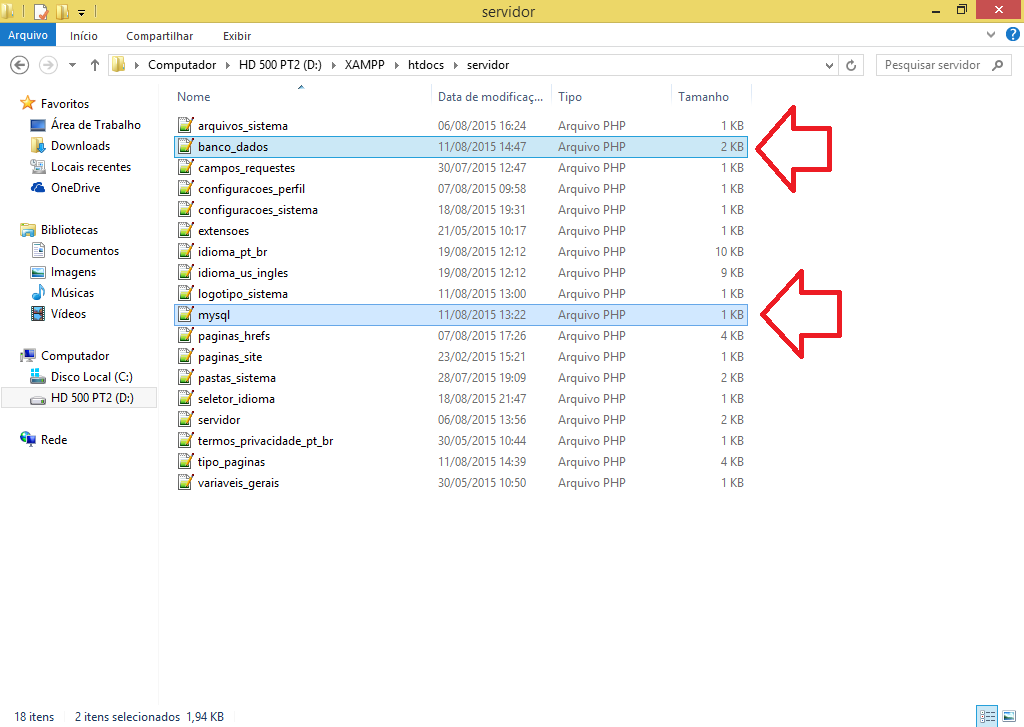 servidor
Arquivo Início Compartilhar Exibir
Computador HD 500 PT2 (D:) XAMPP htdocs servidor Pesquisar servidor
Favoritos
Área de Trabalho
Downloads
Locais recentes
OneDrive
Bibliotecas
Documentos
Imagens
Músicas
Vídeos
Computador
Disco Local (C:)
HD 500 PT2 (D:)
Rede
Nome Data de modificaç... Tipo Tamanho
arquivos_sistema 06/08/2015 16:24 Arquivo PHP 1 KB
banco_dados 11/08/2015 14:47 Arquivo PHP 2 KB
campos_requestes 30/07/2015 12:47 Arquivo PHP 1 KB
configuracoes_perfil 07/08/2015 09:58 Arquivo PHP 1 KB
configuracoes_sistema 18/08/2015 19:31 Arquivo PHP 1 KB
extensoes 21/05/2015 10:17 Arquivo PHP 1 KB
idioma_pt_br 19/08/2015 12:12 Arquivo PHP 10 KB
idioma_us_ingles 19/08/2015 12:12 Arquivo PHP 9 KB
logotipo_sistema 11/08/2015 13:00 Arquivo PHP 1 KB
mysql 11/08/2015 13:22 Arquivo PHP 1 KB
paginas_hrefs 07/08/2015 17:26 Arquivo PHP 4 KB
paginas_site 23/02/2015 15:21 Arquivo PHP 1 KB
pastas_sistema 28/07/2015 19:09 Arquivo PHP 2 KB
seletor_idioma 18/08/2015 21:47 Arquivo PHP 1 KB
servidor 06/08/2015 13:56 Arquivo PHP 2 KB
termos_privacidade_pt_br 30/05/2015 10:44 Arquivo PHP 1 KB
tipo_paginas 11/08/2015 14:39 Arquivo PHP 4 KB
variaveis_gerais 30/05/2015 10:50 Arquivo PHP 1 KB
18 itens 2 itens selecionados 1,94 KB